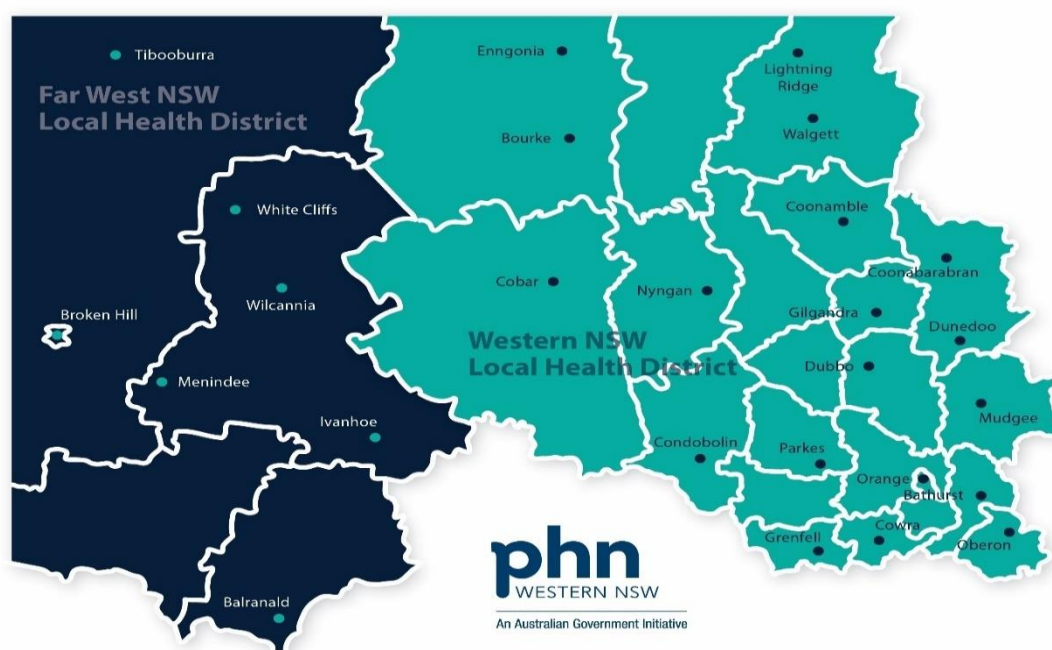 Tibooburra
Far West NSW
Local Health District
White Cliffs
Wilcannia
Broken Hill
Menindee
Ivanhoe
Balranald
Enngonia
Bourke
Lightning
Ridge
Walgett
Coonamble
Coonabarabran
Cobar
Nyngan
Gilgandra
Dunedoo
Western NSW
Local Health District
Dubbo
Mudgee
Condobolin
Parkes
Orange
Bathurst
Grenfell
Cowra
Oberon
phn
WESTERN NSW
An Australian Government Initiative